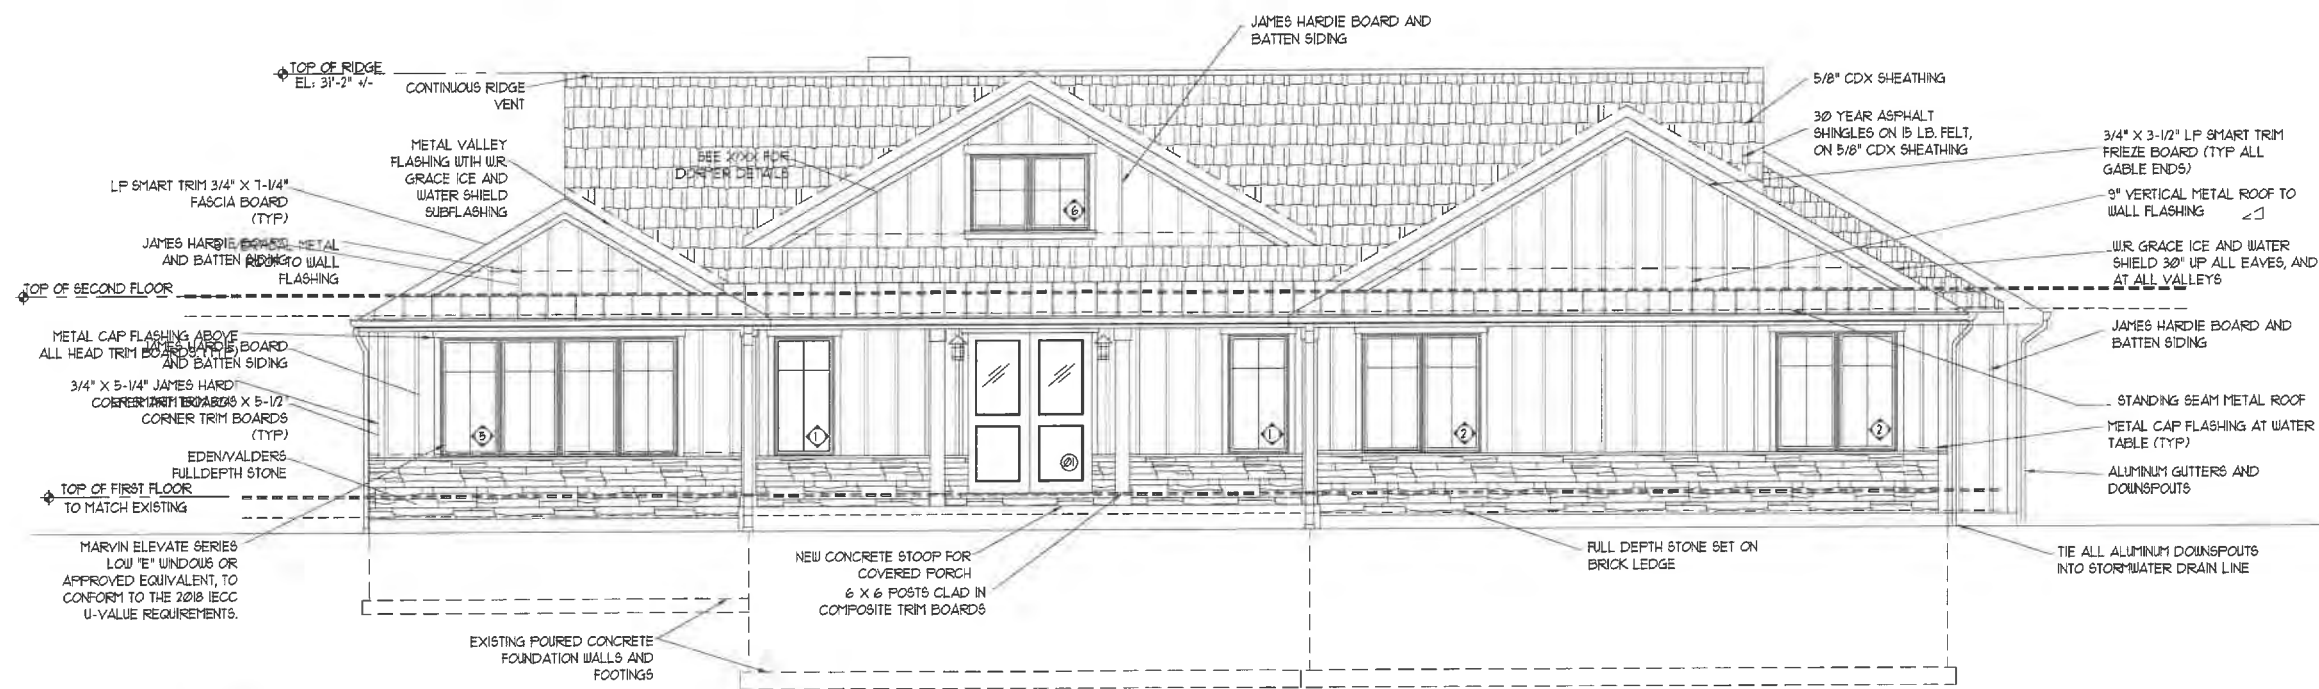 JAMES HARDIE BOARD AND
BATTEN SIDING
TOP OF RIDGE
EL: 31'-2" +/-
CONTINUOUS RIDGE
VENT
5/8" CDX SHEATHING
30 YEAR ASPHALT
SHINGLES ON 15 LB. FELT,
ON 5/8" CDX SHEATHING
3/4" X 3-1/2" LP SMART TRIM
FRIEZE BOARD (TYP ALL
GABLE ENDS)
METAL VALLEY
FLASHING WTIH W.R.
GRACE ICE AND
WATER SHIELD
SUBFLASHING
SEE X/XX FOR
DORMER DETAILS
LP SMART TRIM 3/4" X 7-1/4"
FASCIA BOARD
(TYP)
9" VERTICAL METAL ROOF TO
WALL FLASHING
6
JAMES HARDIE BOARD
AND BATTEN SIDING
METAL
ROOF TO WALL
FLASHING
W.R. GRACE ICE AND WATER
SHIELD 30" UP ALL EAVES, AND
AT ALL VALLEYS
TOP OF SECOND FLOOR
METAL CAP FLASHING ABOVE
ALL HEAD TRIM BOARDS (TYP)
JAMES HARDIE BOARD
AND BATTEN SIDING
JAMES HARDIE BOARD AND
BATTEN SIDING
3/4" X 5-1/4" JAMES HARDI
X 5-1/2"
CORNER TRIM BOARDS
(TYP)
STANDING SEAM METAL ROOF
METAL CAP FLASHING AT WATER
TABLE (TYP)
5
1
01
1
2
2
EDEN/VALDERS
FULLDEPTH STONE
ALUMINUM GUTTERS AND
DOWNSPOUTS
TOP OF FIRST FLOOR
TO MATCH EXISTING
MARVIN ELEVATE SERIES
LOW "E" WINDOWS OR
APPROVED EQUIVALENT, TO
CONFORM TO THE 2018 IECC
U-VALUE REQUIREMENTS.
NEW CONCRETE STOOP FOR
COVERED PORCH
6 X 6 POSTS CLAD IN
COMPOSITE TRIM BOARDS
FULL DEPTH STONE SET ON
BRICK LEDGE
TIE ALL ALUMINUM DOWNSPOUTS
INTO STORMWATER DRAIN LINE
EXISTING POURED CONCRETE
FOUNDATION WALLS AND
FOOTINGS